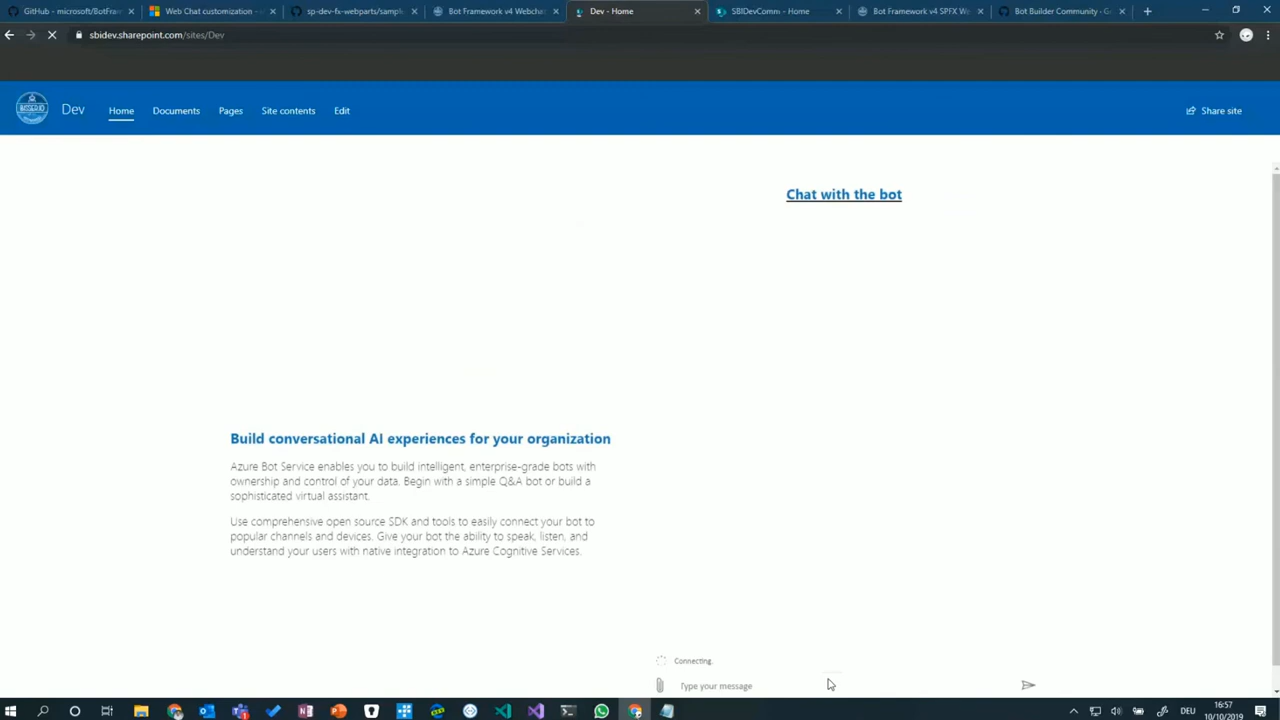 GitHub - microsoft/BotFram
Web Chat customization -
sp-dev-fx-webparts/sample
Bot Framework v4 Webcha
Dev - Home
SBIDevComm - Home
Bot Framework v4 SPFX We
Bot Builder Community - G
sbidev.sharepoint.com/sites/Dev
Dev
Home
Documents
Pages
Site contents
Edit
Share site
Chat with the bot
Build conversational AI experiences for your organization
Azure Bot Service enables you to build intelligent, enterprise-grade bots with
ownership and control of your data. Begin with a simple Q&A bot or build a
sophisticated virtual assistant.
Use comprehensive open source SDK and tools to easily connect your bot to
popular channels and devices. Give your bot the ability to speak, listen, and
understand your users with native integration to Azure Cognitive Services.
Connecting.
Type your message
DEU
16:57
10/10/2019